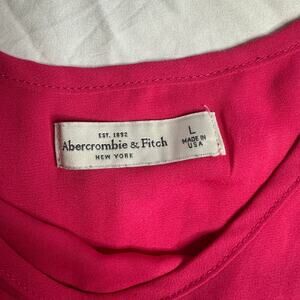 EST. 1892
Abercrombie & Fitch
NEW YORK
L
MADE IN
USA